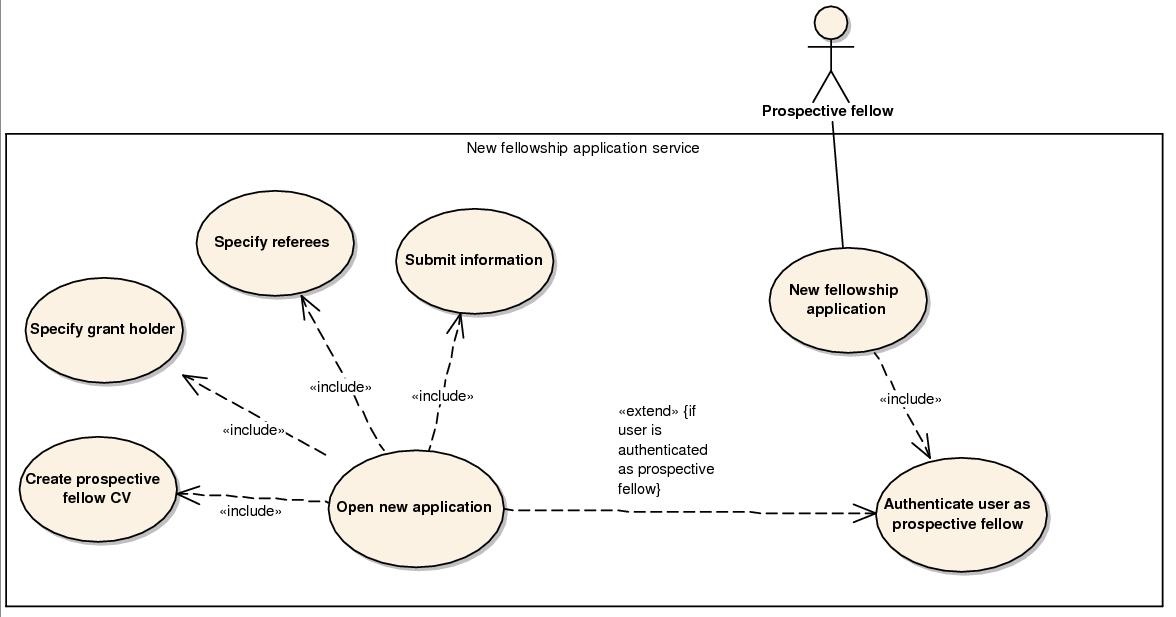 Prospective fellow
New fellowship application service
Specify referees
Submit information
New fellowship
application
Specify grant holder
«include»
«include»
«include»
«include»
«extend» {if
user is
authenticated
as prospective
fellow}
Create prospective
fellow CV
«include»
Open new application
Authenticate user as
prospective fellow